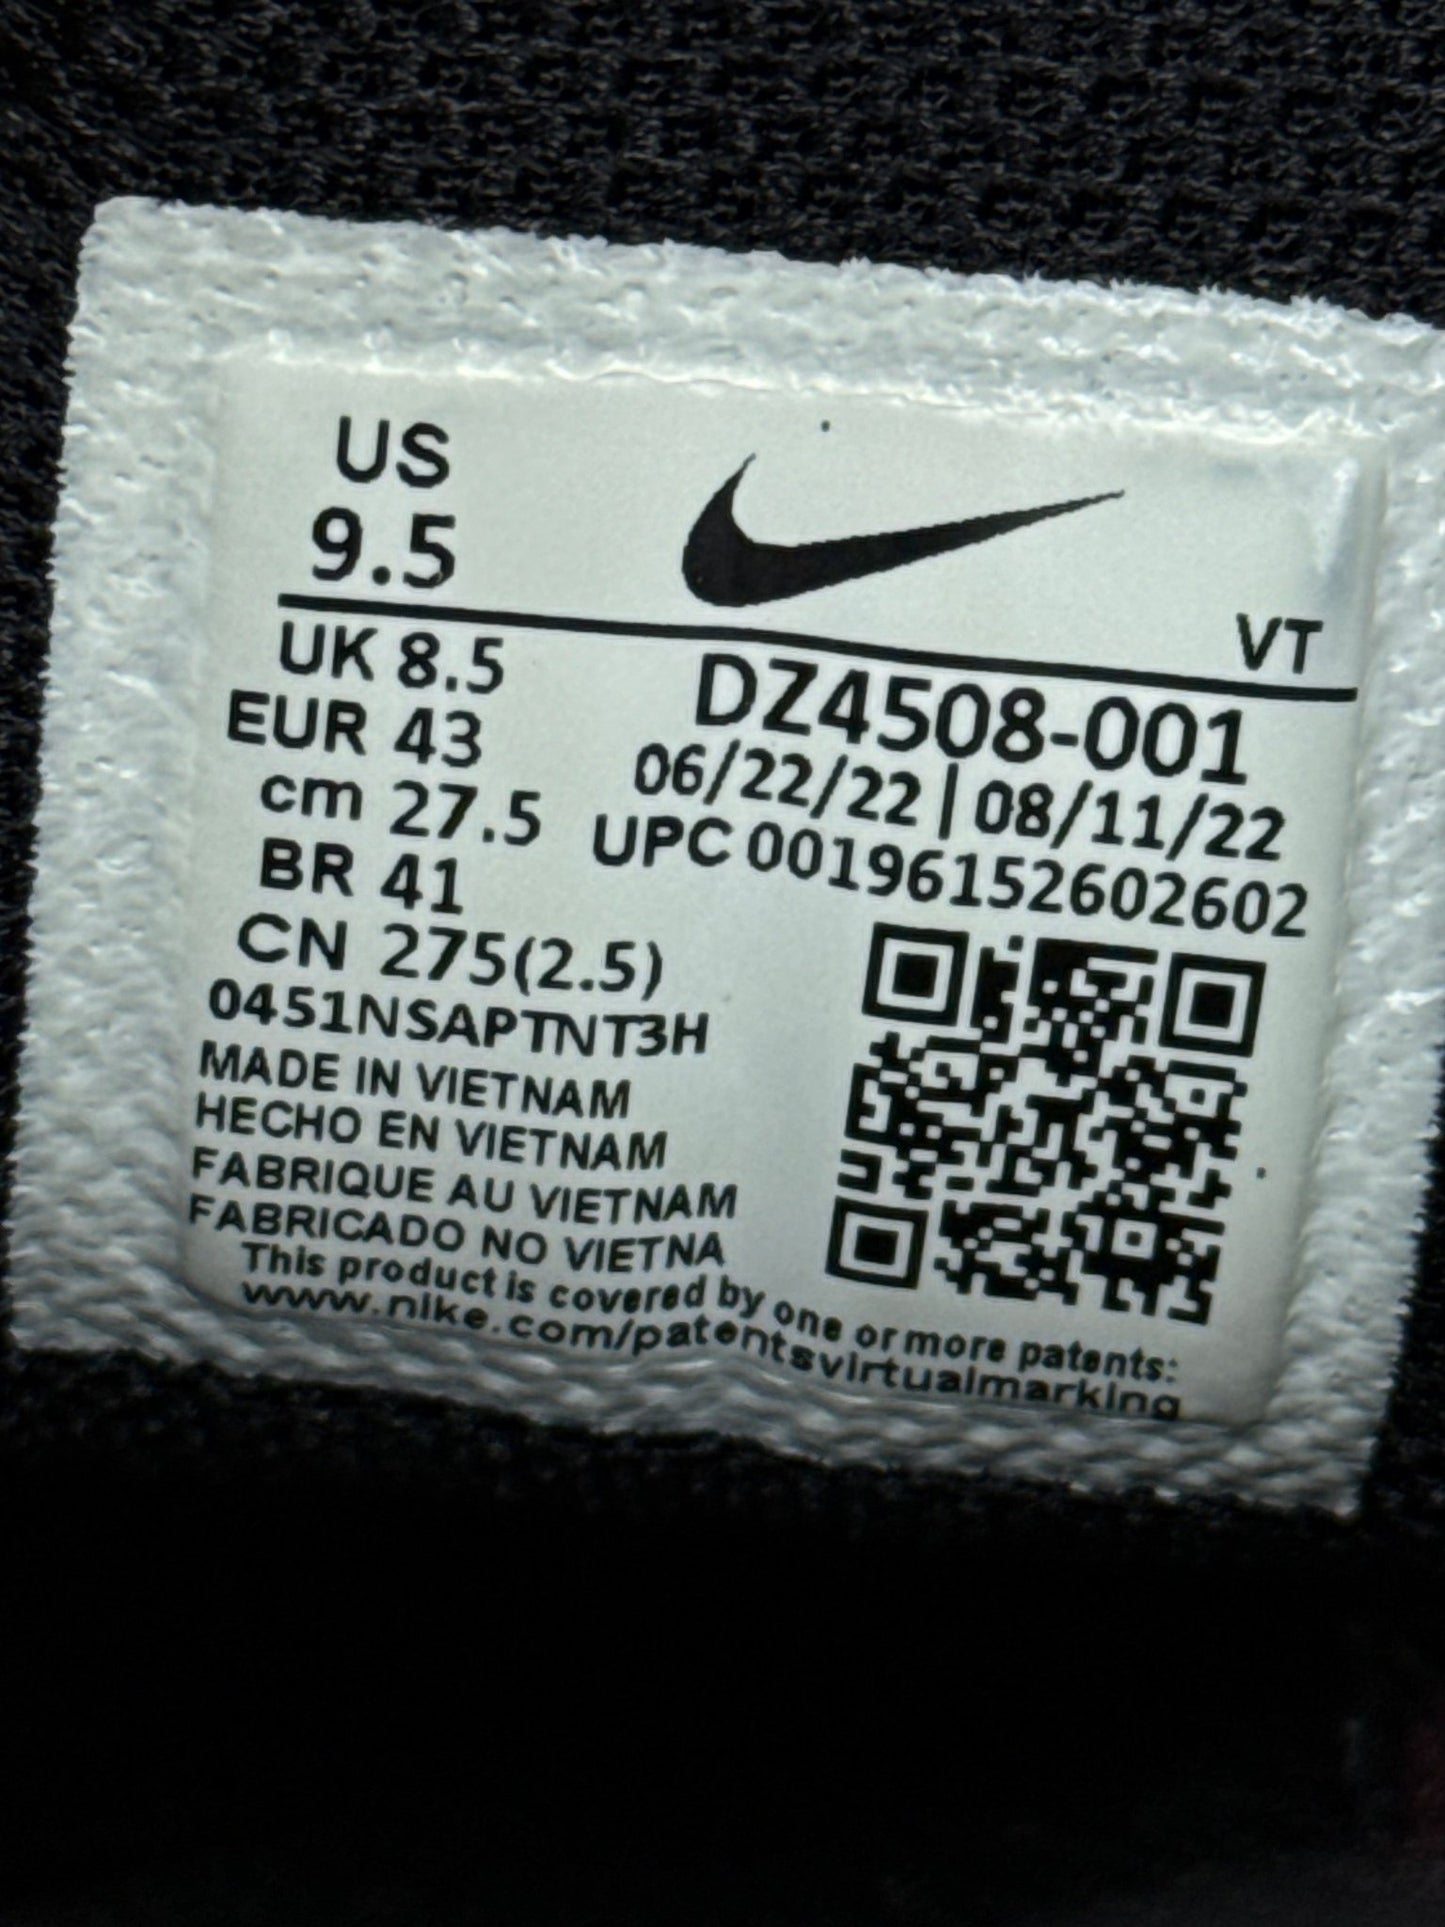 US
9.5
VT
UK 8.5
EUR 43
cm 27.5
BR 41
CN 275(2.5)
DZ4508-001
06/22/22 | 08/11/22
UPC 00196152602602
0451NSAPTNT3H
MADE IN VIETNAM
HECHO EN VIETNAM
FABRIQUE AU VIETNAM
FABRICADO NO VIETNA
This product is covered by one or more patents:
www.nike.com/patentsvirtualmarking